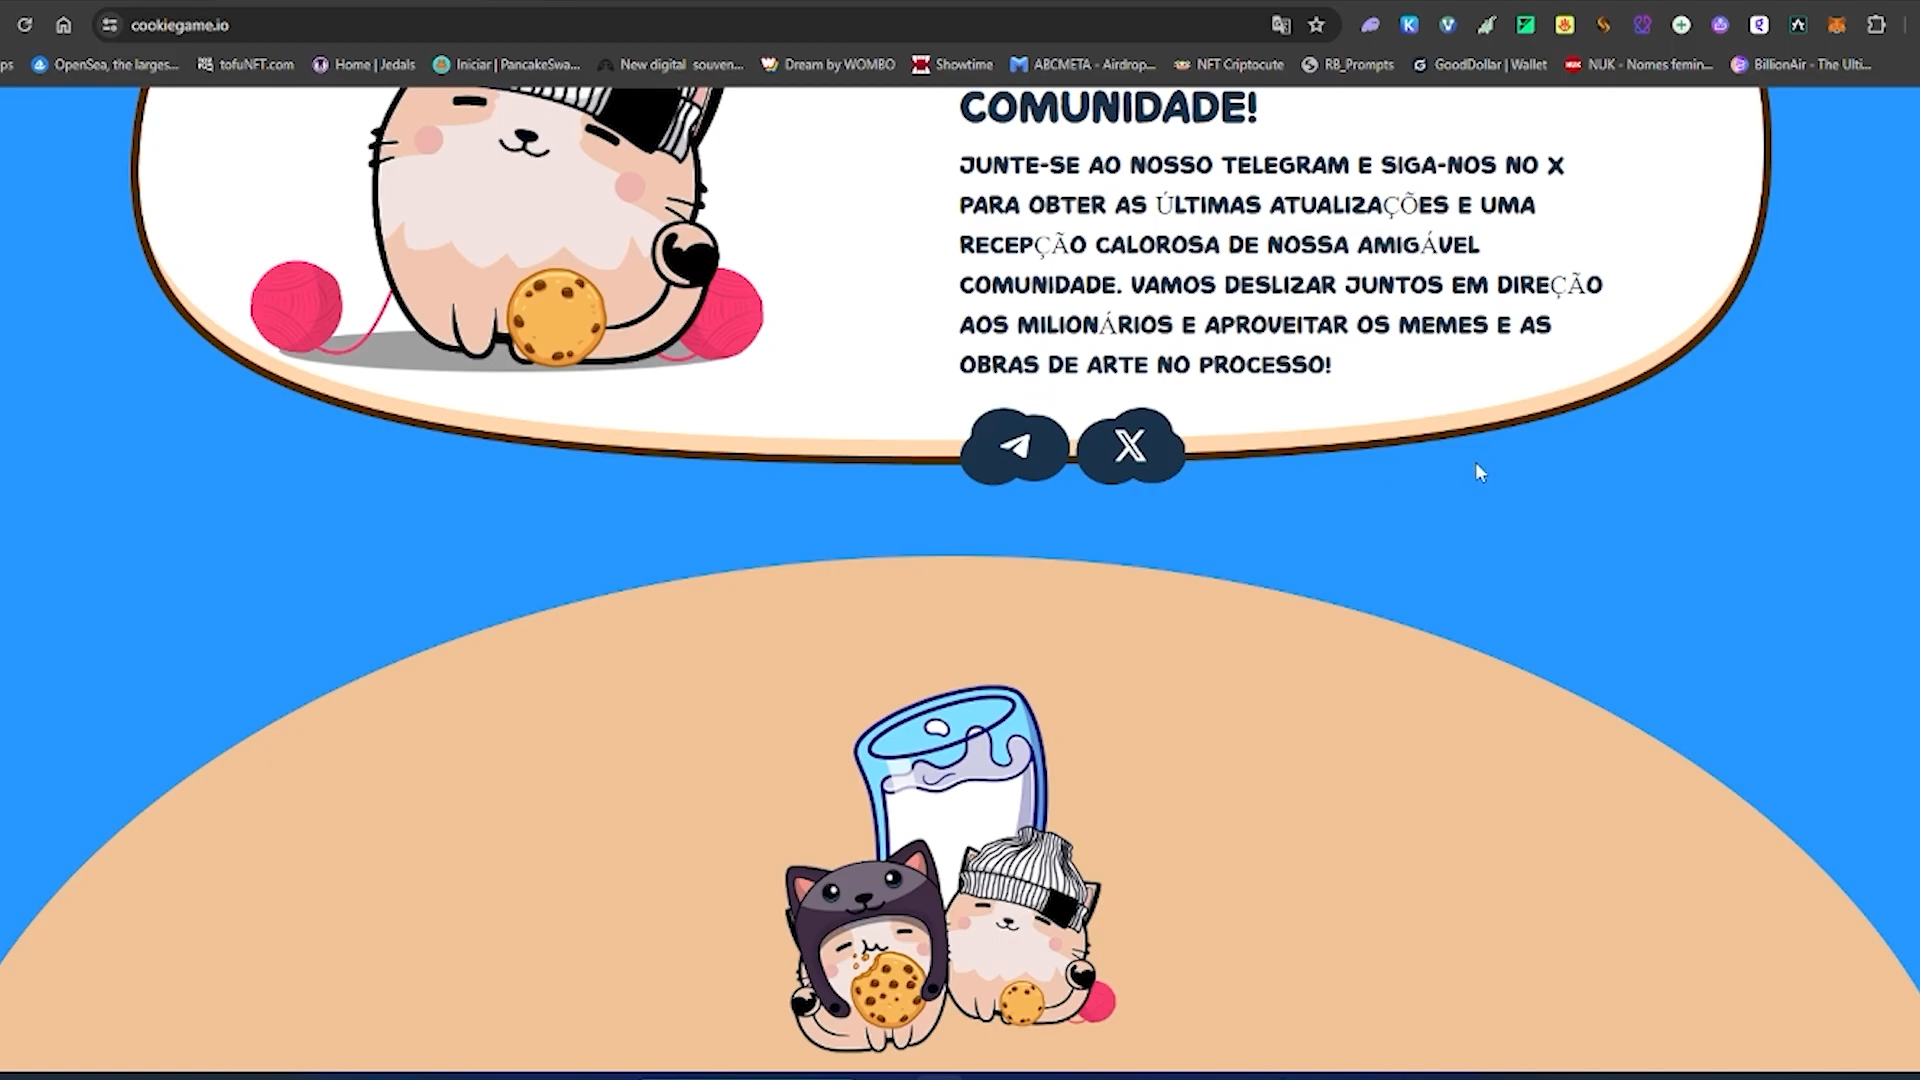 cookiegame.io
ps
OpenSea, the larges...
tofuNFT.com
Home | Jedals
Iniciar | PancakeSwa...
New digital souven...
Dream by WOMBO
Showtime
ABCMETA - Airdrop...
NFT Criptocute
RB_Prompts
GoodDollar | Wallet
NUK - Nomes femin...
BillionAir - The Ulti...
COMUNIDADE!
JUNTE-SE AO NOSSO TELEGRAM E SIGA-NOS NO X
PARA OBTER AS ÚLTIMAS ATUALIZAÇÕES E UMA
RECEPÇÃO CALOROSA DE NOSSA AMIGÁVEL
COMUNIDADE. VAMOS DESLIZAR JUNTOS EM DIREÇÃO
AOS MILIONÁRIOS E APROVEITAR OS MEMES E AS
OBRAS DE ARTE NO PROCESSO!